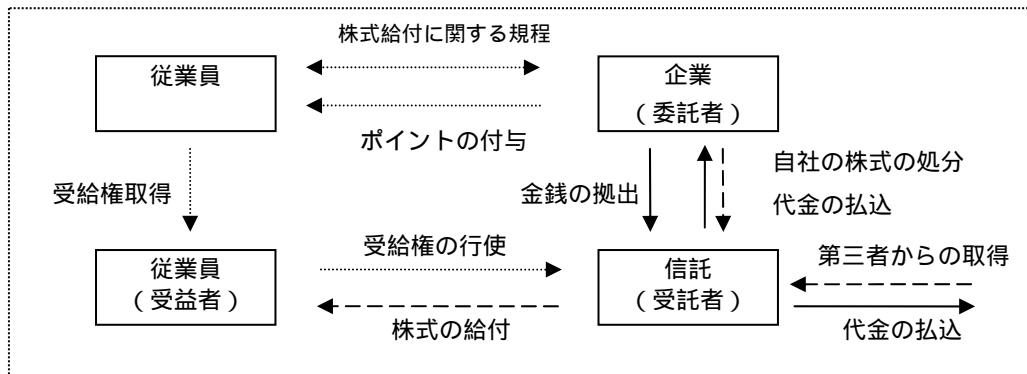 株式給付に関する規程
従業員
企業
(委託者)
ポイントの付与
受給権取得
金銭の拠出
自社の株式の処分
代金の払込
従業員
(受益者)
受給権の行使
株式の給付
信託
(受託者)
第三者からの取得
代金の払込